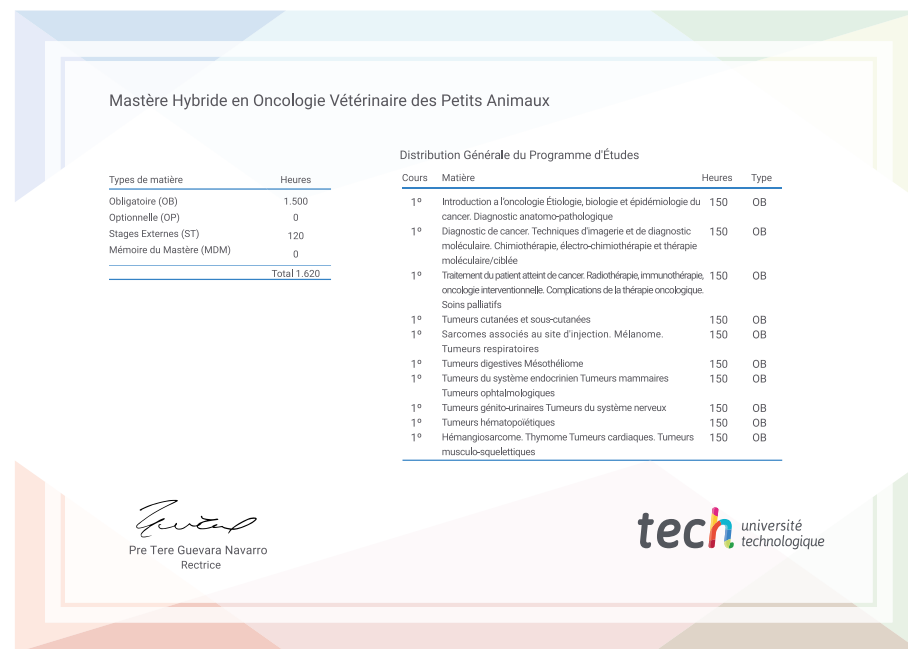 Mastère Hybride en Oncologie Vétérinaire des Petits Animaux
Types de matière Heures
Obligatoire (OB) 1.500
Optionnelle (OP) 0
Stages Externes (ST) 120
Mémoire du Mastère (MDM) 0
Total 1.620
Distribution Générale du Programme d'Études
Cours Matière Heures Type
1º Introduction a l'oncologie Étiologie, biologie et épidémiologie du 150 OB
cancer. Diagnostic anatomo-pathologique
1º Diagnostic de cancer. Techniques d'imagerie et de diagnostic 150 OB
moléculaire. Chimiothérapie, électro-chimiothérapie et thérapie
moléculaire/ciblée
1º Traitement du patient atteint de cancer. Radiothérapie, immunothérapie, 150 OB
oncologie interventionnelle. Complications de la thérapie oncologique.
Soins palliatifs
1º Tumeurs cutanées et sous-cutanées 150 OB
1º Sarcomes associés au site d'injection. Mélanome. 150 OB
Tumeurs respiratoires
1º Tumeurs digestives Mésothéliome 150 OB
1º Tumeurs du système endocrinien Tumeurs mammaires 150 OB
Tumeurs ophtalmologiques
1º Tumeurs génito-urinaires Tumeurs du système nerveux 150 OB
1º Tumeurs hématopoïétiques 150 OB
1º Hémangiosarcome. Thymome Tumeurs cardiaques. Tumeurs 150 OB
musculo-squelettiques
Pre Tere Guevara Navarro
Rectrice
tech université
technologique